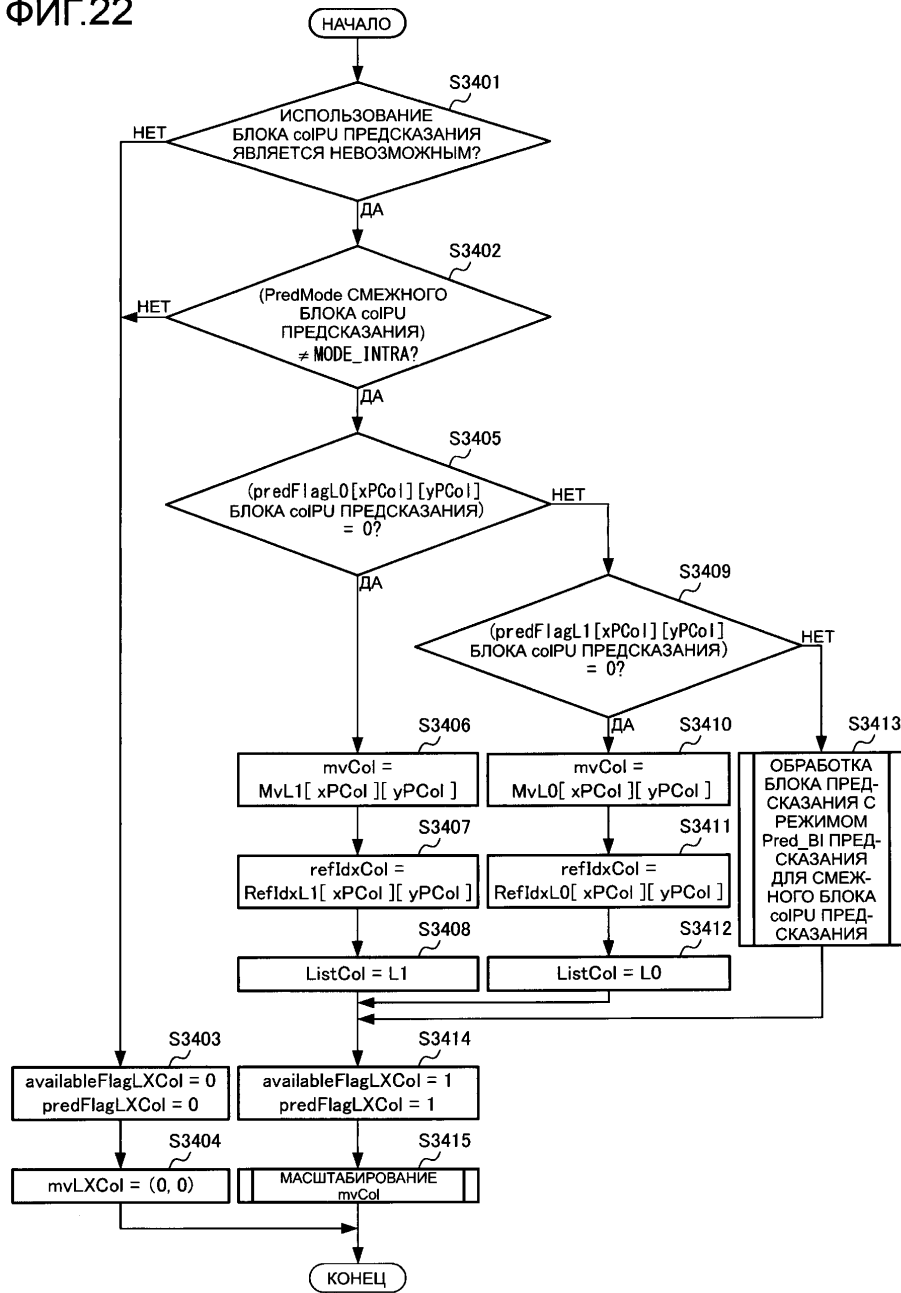 ФИГ.22
НАЧАЛО
S3401
ИСПОЛЬЗОВАНИЕ
БЛОКА colPU ПРЕДСКАЗАНИЯ
ЯВЛЯЕТСЯ НЕВОЗМОЖНЫМ?
НЕТ
ДА
S3402
(PredMode СМЕЖНОГО
БЛОКА colPU
ПРЕДСКАЗАНИЯ)
≠ MODE_INTRA?
НЕТ
ДА
S3405
(predFlagL0[xPCol][yPCol]
БЛОКА colPU ПРЕДСКАЗАНИЯ)
= 0?
НЕТ
ДА
S3409
(predFlagL1[xPCol][yPCol]
БЛОКА colPU ПРЕДСКАЗАНИЯ)
= 0?
НЕТ
ДА
S3406
mvCol =
MvL1[ xPCol ][ yPCol ]
S3410
mvCol =
MvL0[ xPCol ][ yPCol ]
S3413
ОБРАБОТКА
БЛОКА ПРЕД-
СКАЗАНИЯ С
РЕЖИМОМ
Pred_BI ПРЕД-
СКАЗАНИЯ
ДЛЯ СМЕЖ-
НОГО БЛОКА
colPU ПРЕД-
СКАЗАНИЯ
S3407
refIdxCol =
RefIdxL1[ xPCol ][ yPCol ]
S3411
refIdxCol =
RefIdxL0[ xPCol ][ yPCol ]
S3408
ListCol = L1
S3412
ListCol = L0
S3403
availableFlagLXCol = 0
predFlagLXCol = 0
S3414
availableFlagLXCol = 1
predFlagLXCol = 1
S3404
mvLXCol = (0, 0)
S3415
МАСШТАБИРОВАНИЕ
mvCol
КОНЕЦ